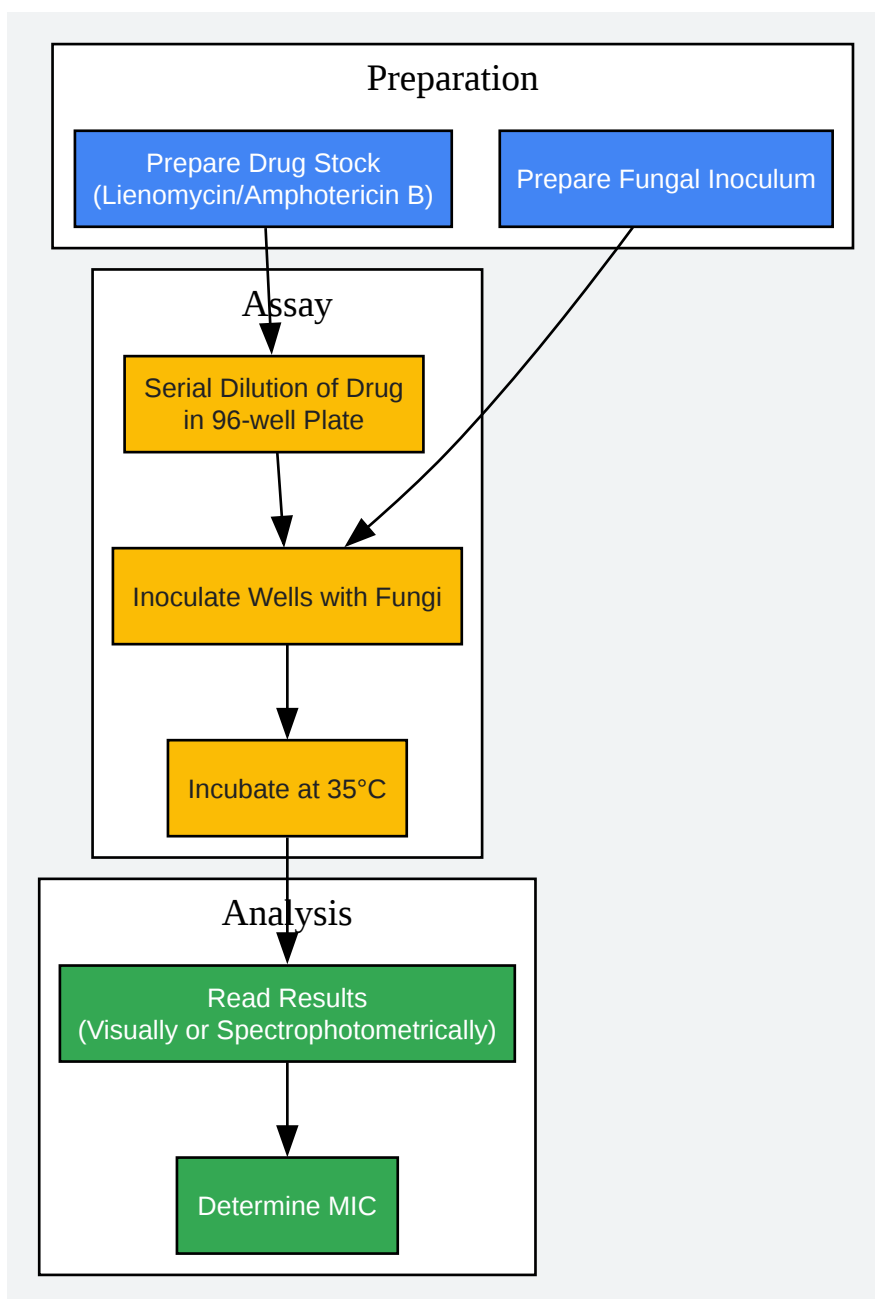 Preparation
Prepare Drug Stock
(Lienomycin/Amphotericin B)
Prepare Fungal Inoculum
Assay
Serial Dilution of Drug
in 96-well Plate
Inoculate Wells with Fungi
Incubate at 35°C
Analysis
Read Results
(Visually or Spectrophotometrically)
Determine MIC